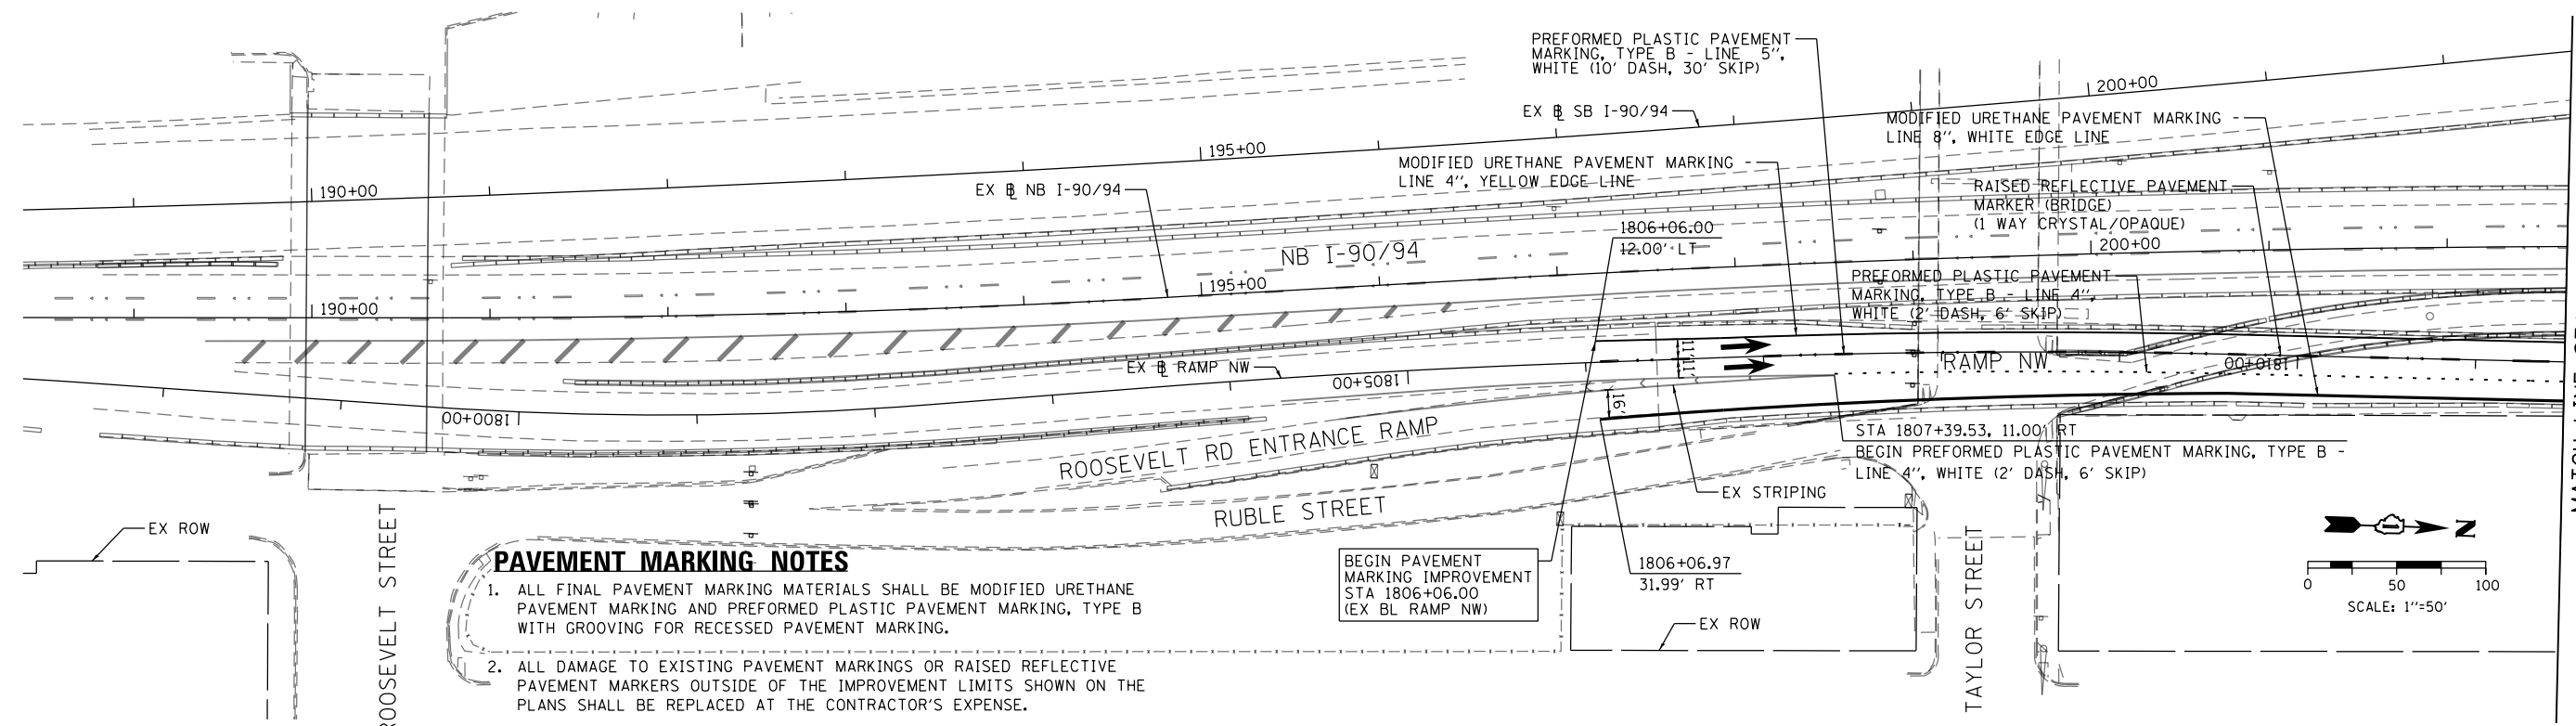 PREFORMED PLASTIC PAVEMENT
MARKING, TYPE B - LINE 5",
WHITE (10' DASH, 30' SKIP)
EX BL SB I-90/94
200+00
MODIFIED URETHANE PAVEMENT MARKING -
LINE 8", WHITE EDGE LINE
195+00
MODIFIED URETHANE PAVEMENT MARKING -
LINE 4", YELLOW EDGE LINE
190+00
EX BL NB I-90/94
RAISED REFLECTIVE PAVEMENT
MARKER (BRIDGE)
(1 WAY CRYSTAL/OPAQUE)
1806+06.00
12.00' LT
NB I-90/94
200+00
195+00
190+00
PREFORMED PLASTIC PAVEMENT
MARKING, TYPE B - LINE 4",
WHITE (2' DASH, 6' SKIP)
11'
11'
EX BL RAMP NW
RAMP NW
1810+00
1805+00
1800+00
16'
ROOSEVELT RD ENTRANCE RAMP
STA 1807+39.53, 11.00' RT
BEGIN PREFORMED PLASTIC PAVEMENT MARKING, TYPE B -
LINE 4", WHITE (2' DASH, 6' SKIP)
EX STRIPING
RUBLE STREET
EX ROW
ROOSEVELT STREET
PAVEMENT MARKING NOTES
1. ALL FINAL PAVEMENT MARKING MATERIALS SHALL BE MODIFIED URETHANE
PAVEMENT MARKING AND PREFORMED PLASTIC PAVEMENT MARKING, TYPE B
WITH GROOVING FOR RECESSED PAVEMENT MARKING.
2. ALL DAMAGE TO EXISTING PAVEMENT MARKINGS OR RAISED REFLECTIVE
PAVEMENT MARKERS OUTSIDE OF THE IMPROVEMENT LIMITS SHOWN ON THE
PLANS SHALL BE REPLACED AT THE CONTRACTOR'S EXPENSE.
BEGIN PAVEMENT
MARKING IMPROVEMENT
STA 1806+06.00
(EX BL RAMP NW)
1806+06.97
31.99' RT
EX ROW
TAYLOR STREET
N
0 50 100
SCALE: 1"=50'